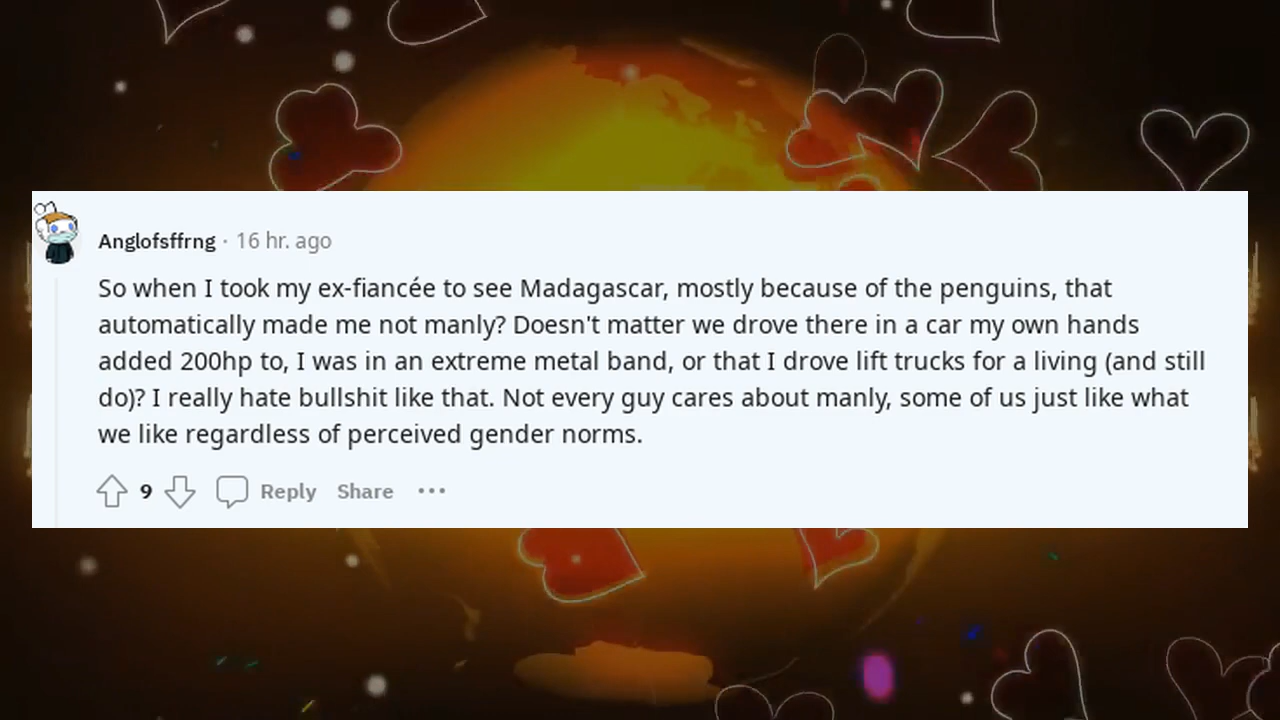 Anglofsffrng · 16 hr. ago
So when I took my ex-fiancée to see Madagascar, mostly because of the penguins, that
automatically made me not manly? Doesn't matter we drove there in a car my own hands
added 200hp to, I was in an extreme metal band, or that I drove lift trucks for a living (and still
do)? I really hate bullshit like that. Not every guy cares about manly, some of us just like what
we like regardless of perceived gender norms.
9 Reply Share ···